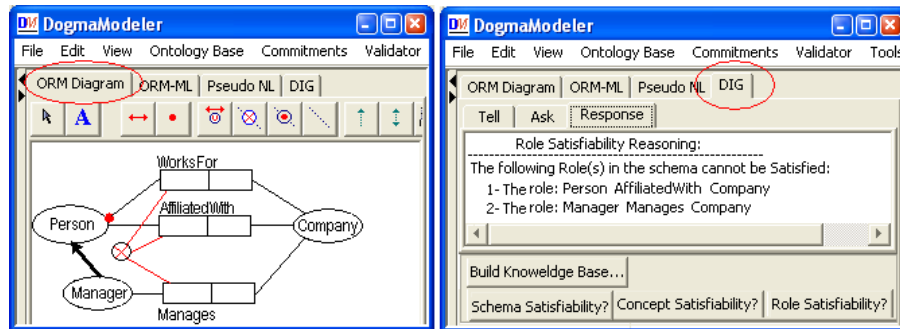 DogmaModeler
File Edit View Ontology Base Commitments Validator
ORM Diagram ORM-ML Pseudo NL DIG
A
WorksFor
AffiliatedWith
Person
Company
Manager
Manages
DogmaModeler
File Edit View Ontology Base Commitments Validator Tools
ORM Diagram ORM-ML Pseudo NL DIG
Tell Ask Response
Role Satisfiability Reasoning:
The following Role(s) in the schema cannot be Satisfied:
1- The role: Person AffiliatedWith Company
2- The role: Manager Manages Company
Build Knoweldge Base...
Schema Satisfiability? Concept Satisfiability? Role Satisfiability?